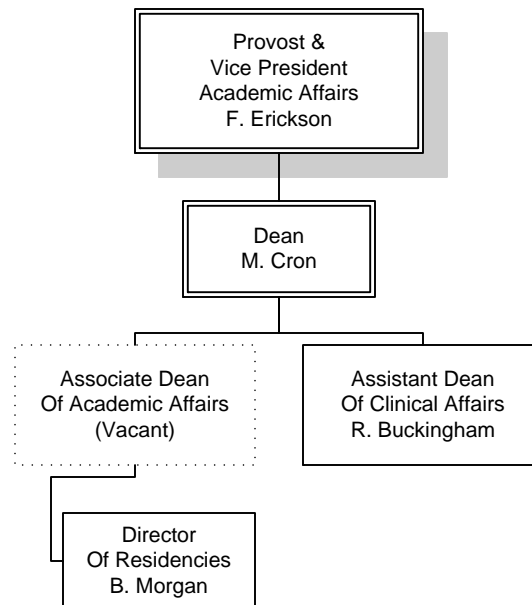 Provost &
Vice President
Academic Affairs
F. Erickson
Dean
M. Cron
Associate Dean
Of Academic Affairs
(Vacant)
Assistant Dean
Of Clinical Affairs
R. Buckingham
Director
Of Residencies
B. Morgan